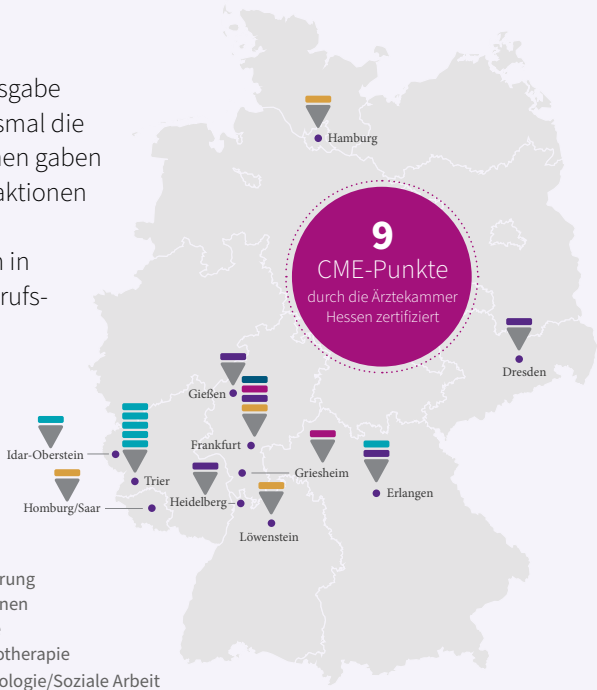 sgabe
smal die
nen gaben
aktionen
n in
rufs-
Hamburg
9
CME-Punkte
durch die Ärztekammer
Hessen zertifiziert
Dresden
Gießen
Frankfurt
Idar-Oberstein
Trier
Griesheim
Erlangen
Heidelberg
Homburg/Saar
Löwenstein
rung
nen
otherapie
ologie/Soziale Arbeit